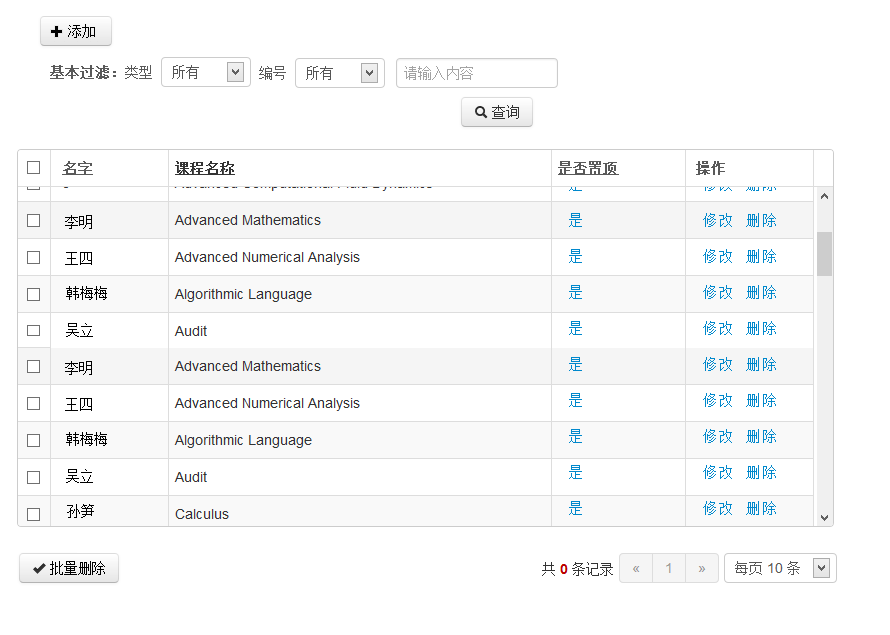 添加
基本过滤：类型 所有 编号 所有 请输入内容
查询
名字 课程名称 是否置顶 操作
Advanced Computational Fluid Dynamics 是 修改 删除
李明 Advanced Mathematics 是 修改 删除
王四 Advanced Numerical Analysis 是 修改 删除
韩梅梅 Algorithmic Language 是 修改 删除
吴立 Audit 是 修改 删除
李明 Advanced Mathematics 是 修改 删除
王四 Advanced Numerical Analysis 是 修改 删除
韩梅梅 Algorithmic Language 是 修改 删除
吴立 Audit 是 修改 删除
孙笋 Calculus 是 修改 删除
批量删除 共 0 条记录 « 1 » 每页 10 条